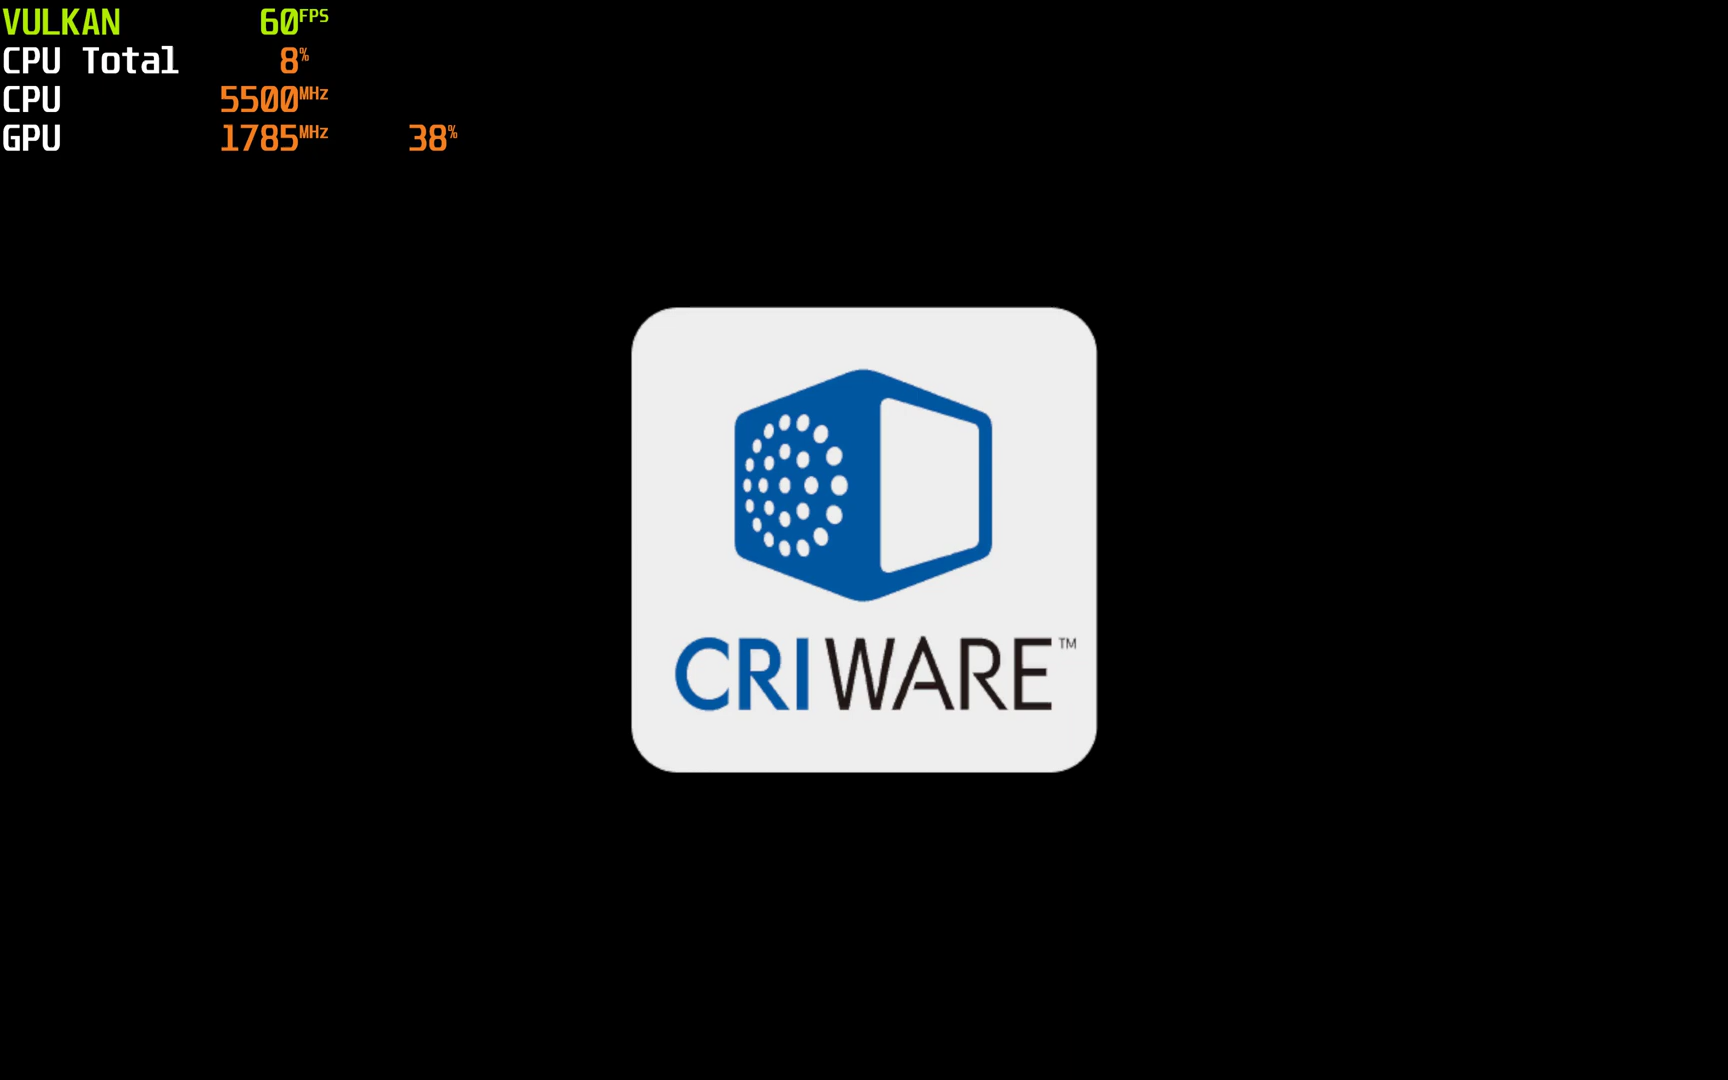 VULKAN 60FPS
CPU Total 8%
CPU 5500MHz
GPU 1785MHz 38%
CRIWARE™